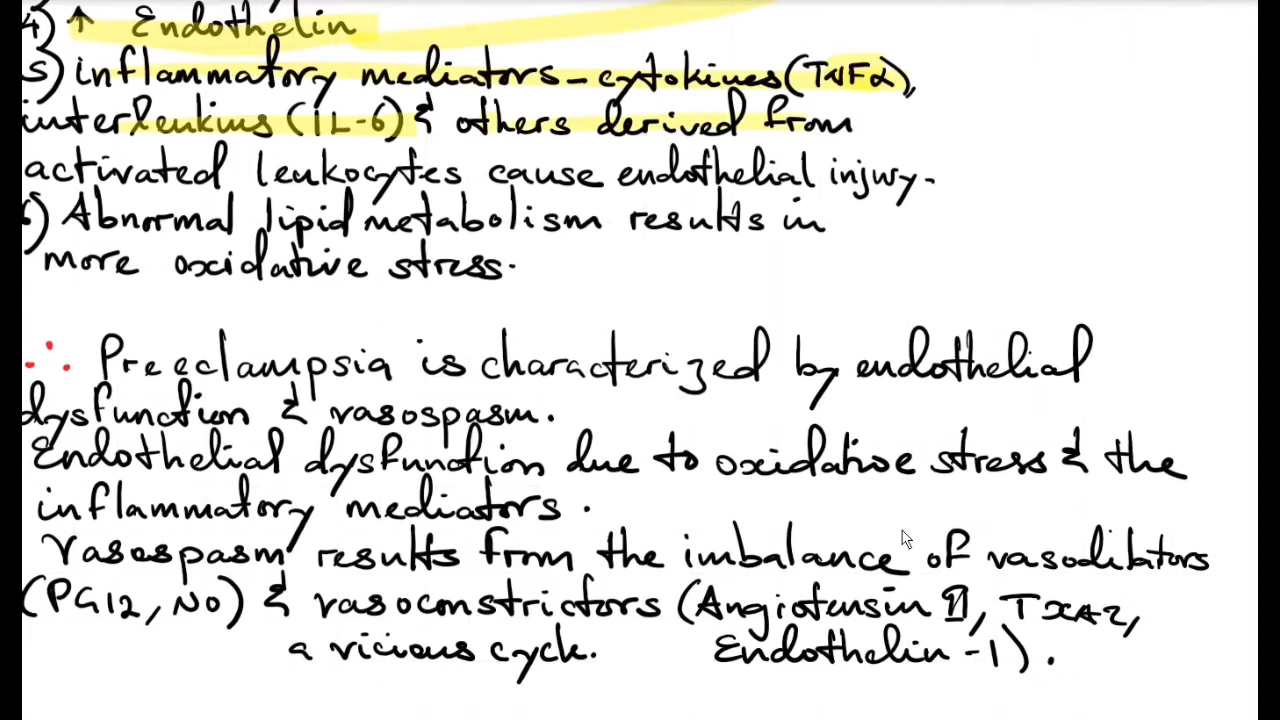 4) ↑ Endothelin
5) inflammatory mediators - cytokines (TNFα),
interleukins (IL-6) & others derived from
activated leukocytes cause endothelial injury.
6) Abnormal lipid metabolism results in
more oxidative stress.
∴ Preeclampsia is characterized by endothelial
dysfunction & vasospasm.
Endothelial dysfunction due to oxidative stress & the
inflammatory mediators.
Vasospasm results from the imbalance of vasodilators
(PGI2, NO) & vasoconstrictors (Angiotensin II, TXA2,
a vicious cycle. Endothelin-1).